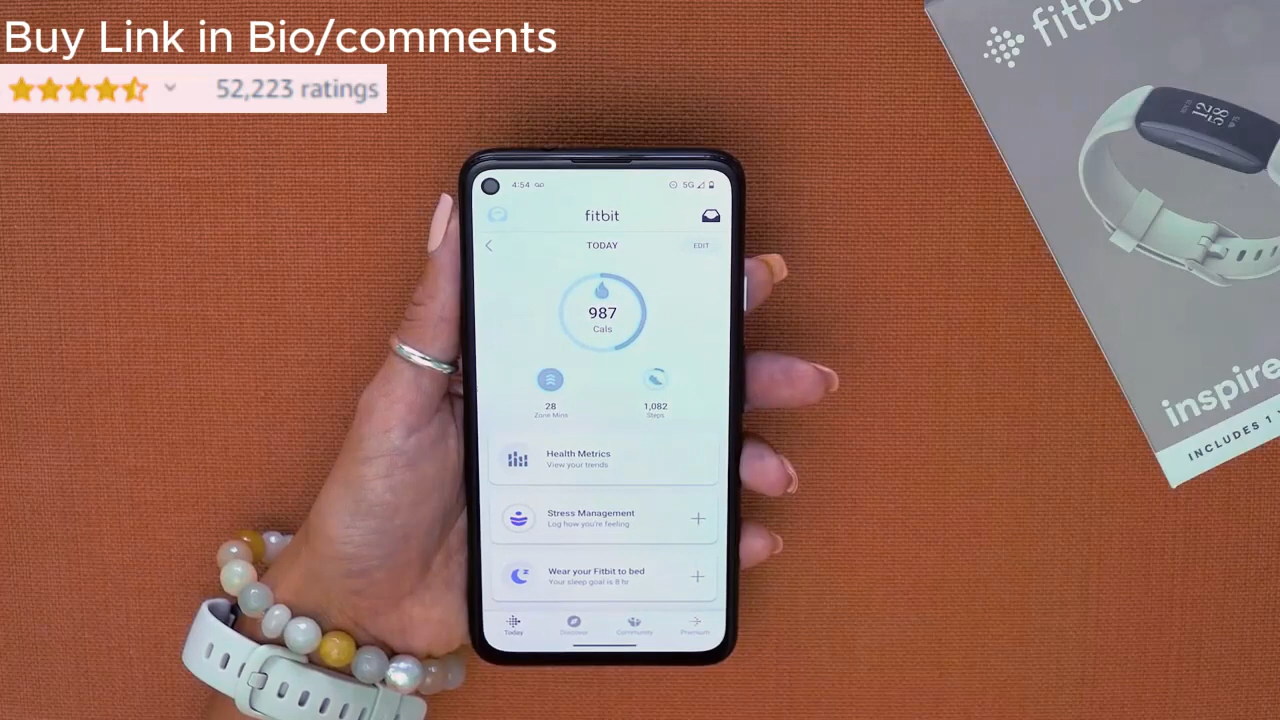 Buy Link in Bio/comments
52,223 ratings
4:54
5G
fitbit
TODAY
EDIT
987
Cals
28
Zone Mins
1,082
Steps
Health Metrics
View your trends
Stress Management
Log how you're feeling
Wear your Fitbit to bed
Your sleep goal is 8 hr
Today
Discover
Community
Premium
12
58
inspire
INCLUDES 1